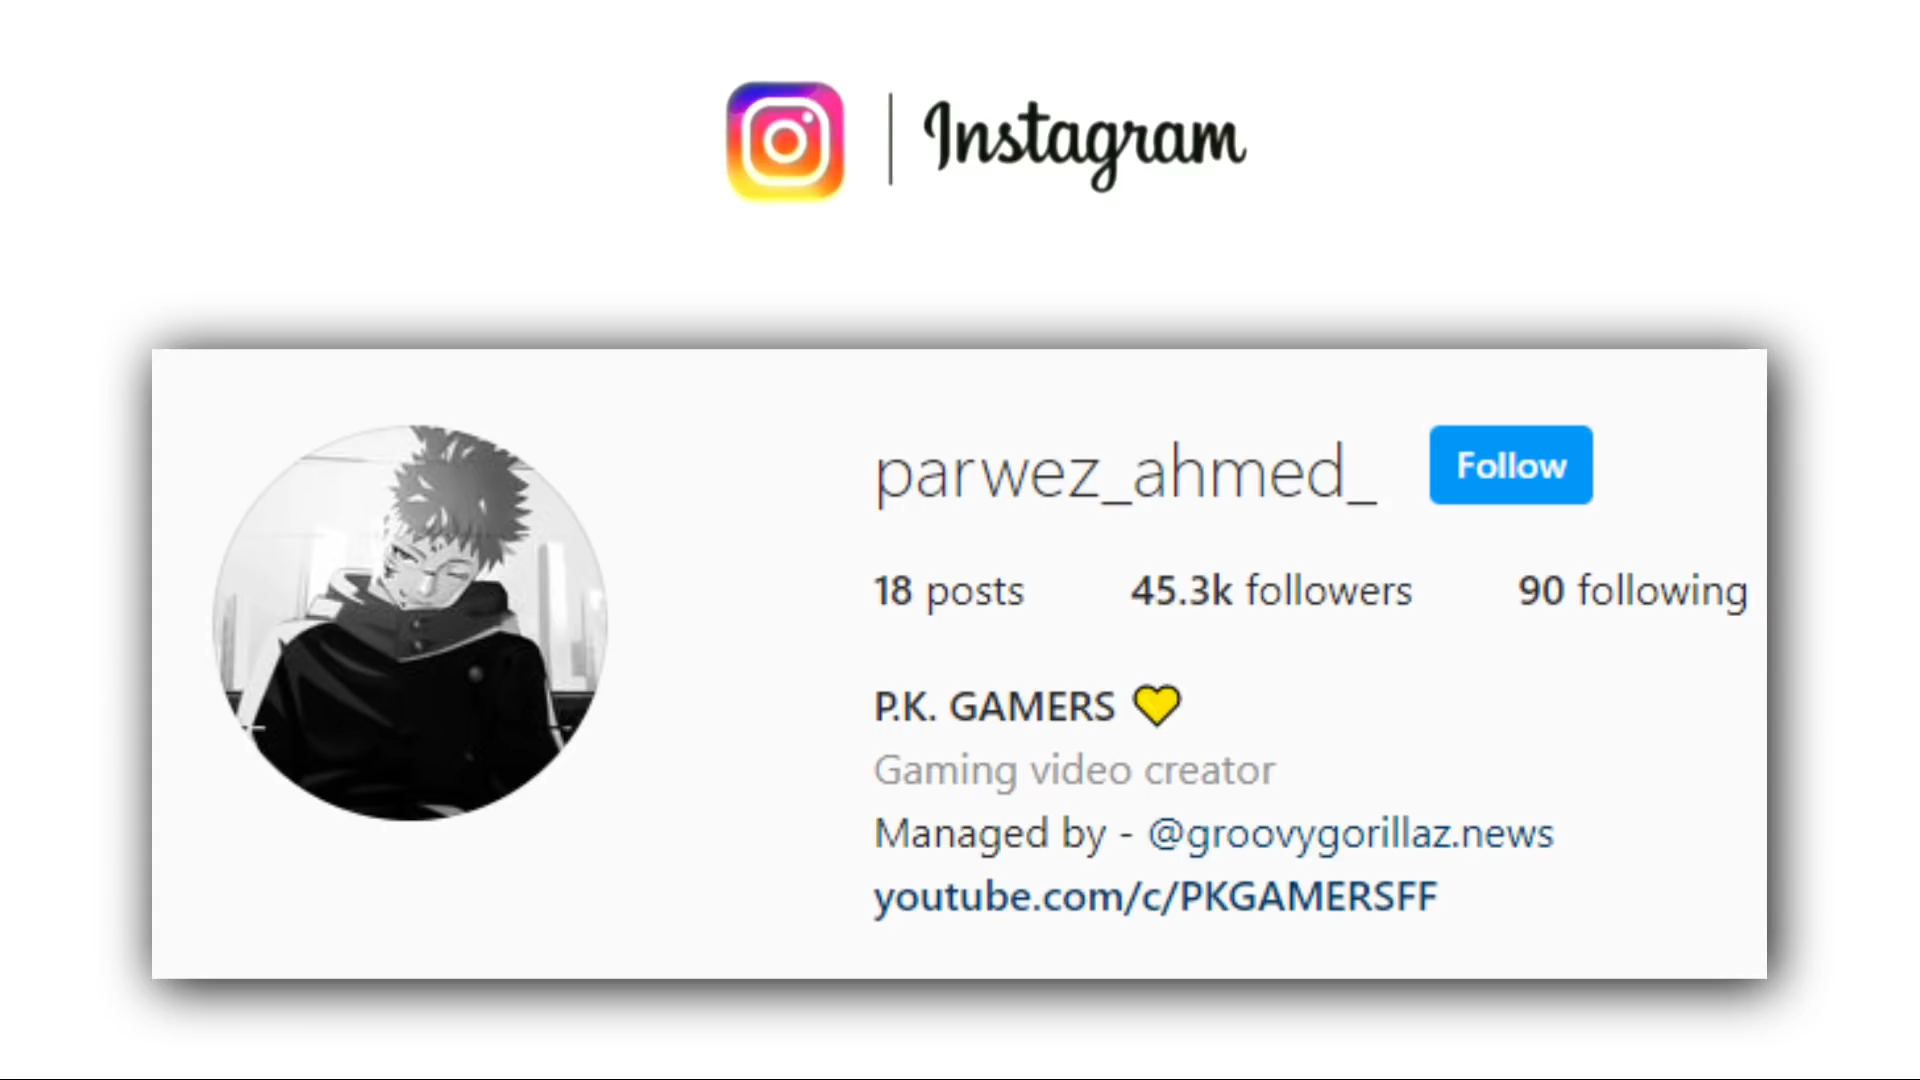 Instagram
parwez_ahmed_ Follow
18 posts 45.3k followers 90 following
P.K. GAMERS 💛
Gaming video creator
Managed by - @groovygorillaz.news
youtube.com/c/PKGAMERSFF